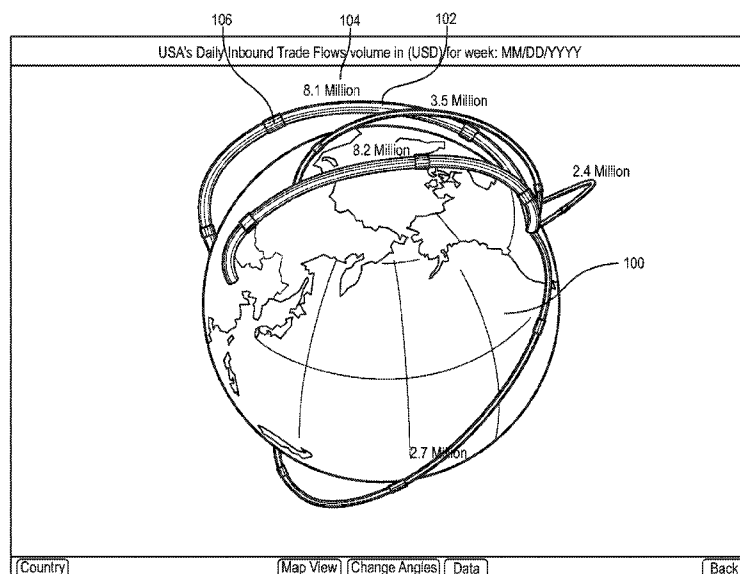 106 104 102
USA's Daily Inbound Trade Flows volume in (USD) for week: MM/DD/YYYY
8.1 Million
3.5 Million
8.2 Million
2.4 Million
100
2.7 Million
Country Map View Change Angles Data Back